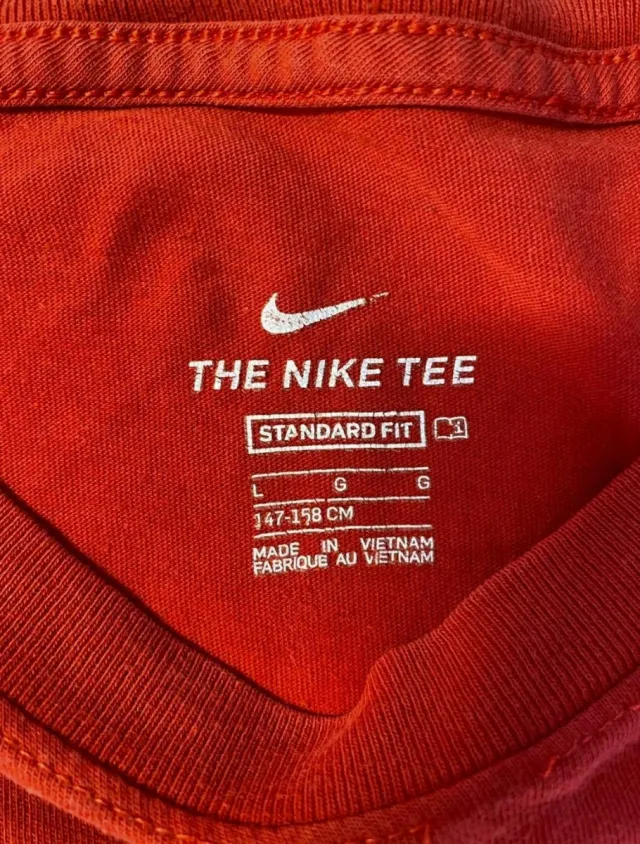 THE NIKE TEE
STANDARD FIT
L G G
147-158 CM
MADE IN VIETNAM
FABRIQUE AU VIETNAM